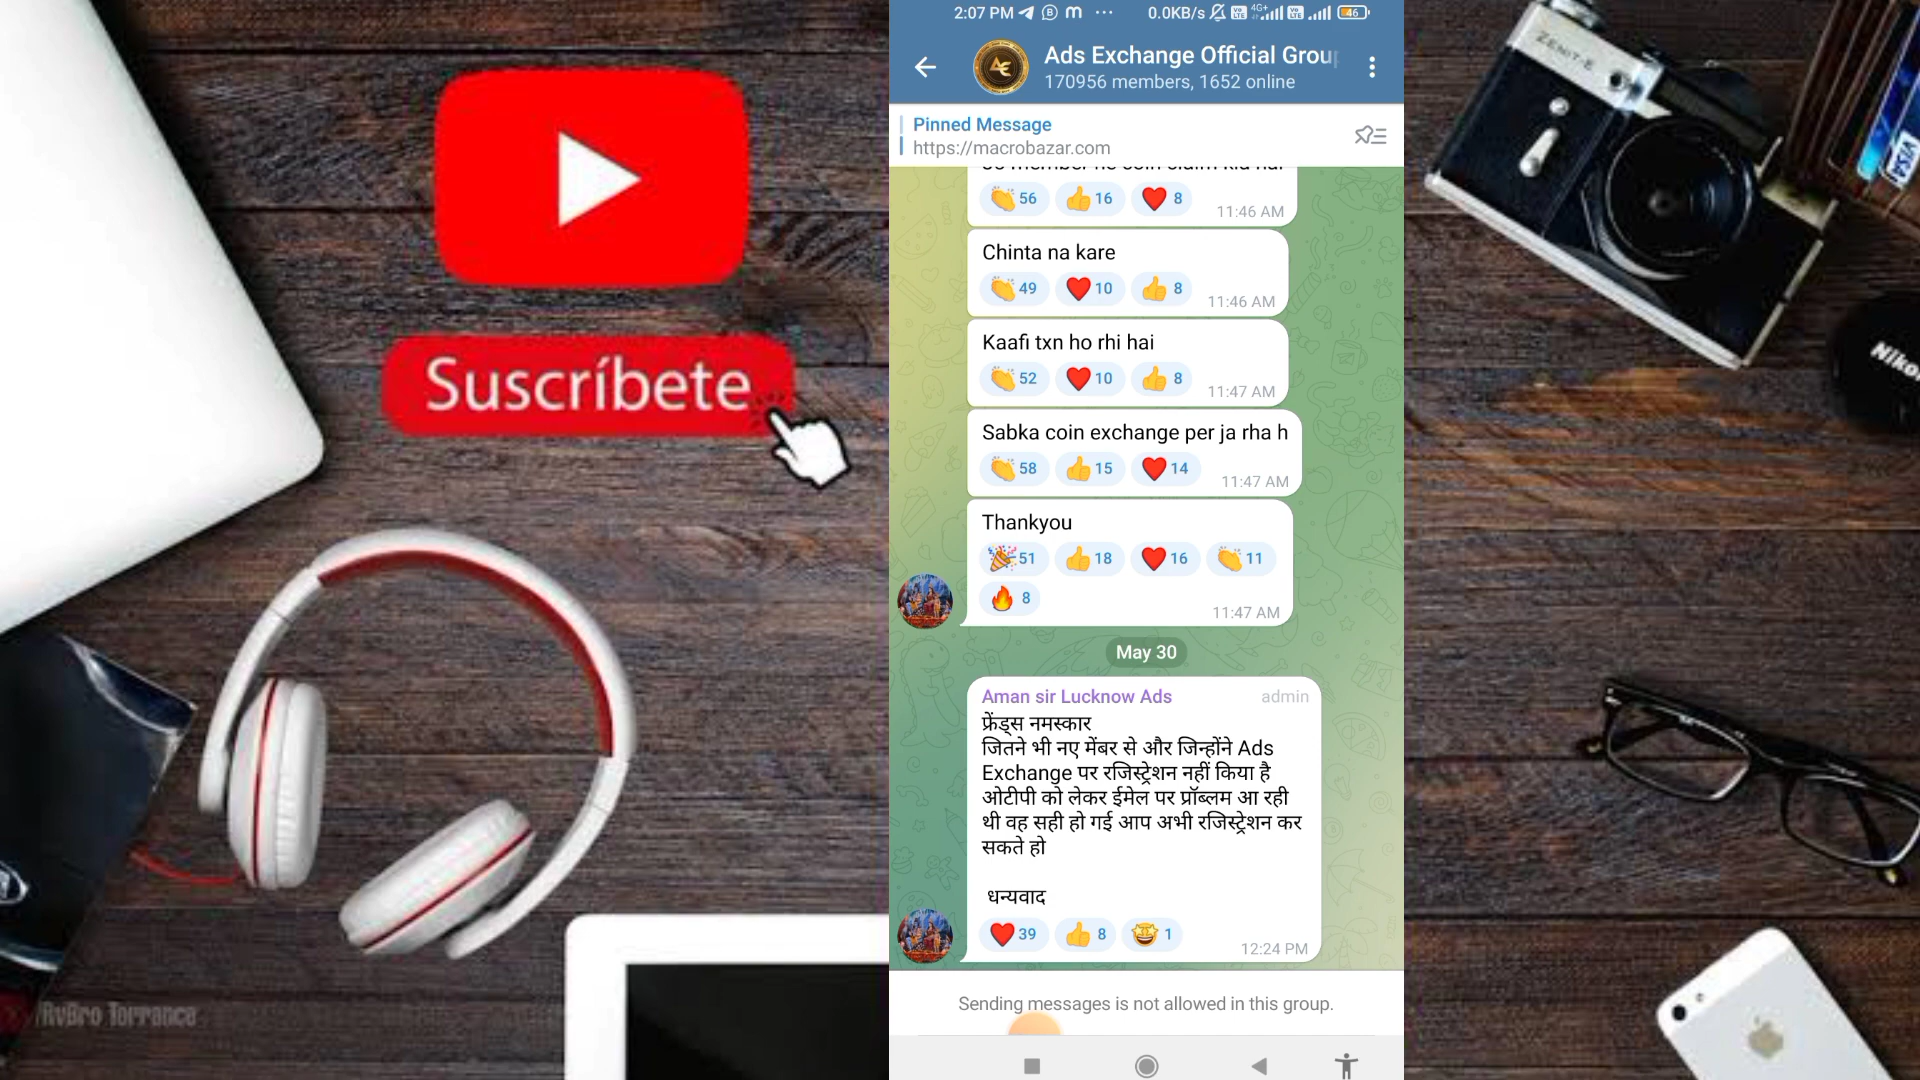 Suscríbete
RvBro Torrance
ZENIT-E
VISA
2:07 PM
0.0KB/s
4G+
46
Ads Exchange Official Grou
170956 members, 1652 online
Pinned Message
https://macrobazar.com
56 16 8
11:46 AM
Chinta na kare
49 10 8
11:46 AM
Kaafi txn ho rhi hai
52 10 8
11:47 AM
Sabka coin exchange per ja rha h
58 15 14
11:47 AM
Thankyou
51 18 16 11
8
11:47 AM
May 30
Aman sir Lucknow Ads admin
फ्रेंड्स नमस्कार
जितने भी नए मेंबर से और जिन्होंने Ads
Exchange पर रजिस्ट्रेशन नहीं किया है
ओटीपी को लेकर ईमेल पर प्रॉब्लम आ रही
थी वह सही हो गई आप अभी रजिस्ट्रेशन कर
सकते हो
धन्यवाद
39 8 1
12:24 PM
Sending messages is not allowed in this group.